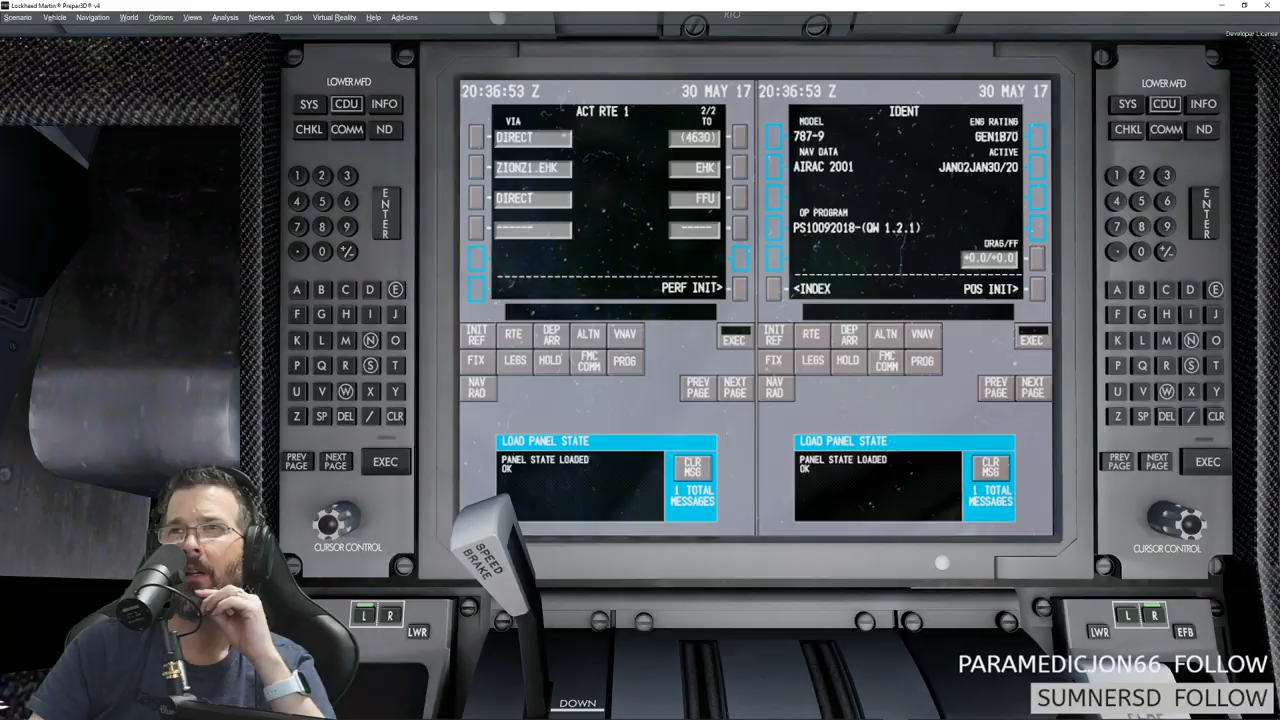 Lockheed Martin® Prepar3D® v4
Scenario Vehicle Navigation World Options Views Analysis Network Tools Virtual Reality Help Add-ons
Developer License
LOWER MFD
SYS CDU INFO
CHKL COMM ND
1 2 3
4 5 6
7 8 9
0 +/-
ENTER
A B C D E
F G H I J
K L M N O
P Q R S T
U V W X Y
Z SP DEL / CLR
PREV PAGE NEXT PAGE EXEC
CURSOR CONTROL
20:36:53 Z 30 MAY 17
ACT RTE 1 2/2
VIA TO
DIRECT (4630)
ZIONZ1.EHK EHK
DIRECT FFU
------ -----
PERF INIT>
INIT REF RTE DEP ARR ALTN VNAV EXEC
FIX LEGS HOLD FMC COMM PROG
NAV RAD PREV PAGE NEXT PAGE
LOAD PANEL STATE
PANEL STATE LOADED
OK
CLR MSG
1 TOTAL
MESSAGES
20:36:53 Z 30 MAY 17
IDENT
MODEL ENG RATING
787-9 GEN1B70
NAV DATA ACTIVE
AIRAC 2001 JAN02JAN30/20
OP PROGRAM
PS10092018-(QW 1.2.1)
DRAG/FF
+0.0/+0.0
<INDEX POS INIT>
INIT REF RTE DEP ARR ALTN VNAV EXEC
FIX LEGS HOLD FMC COMM PROG
NAV RAD PREV PAGE NEXT PAGE
LOAD PANEL STATE
PANEL STATE LOADED
OK
CLR MSG
1 TOTAL
MESSAGES
LOWER MFD
SYS CDU INFO
CHKL COMM ND
1 2 3
4 5 6
7 8 9
0 +/-
ENTER
A B C D E
F G H I J
K L M N O
P Q R S T
U V W X Y
Z SP DEL / CLR
PREV PAGE NEXT PAGE EXEC
CURSOR CONTROL
SPEED
BRAKE
L R
LWR
DOWN
L R
LWR EFB
PARAMEDICJON66 FOLLOW
SUMNERSD FOLLOW